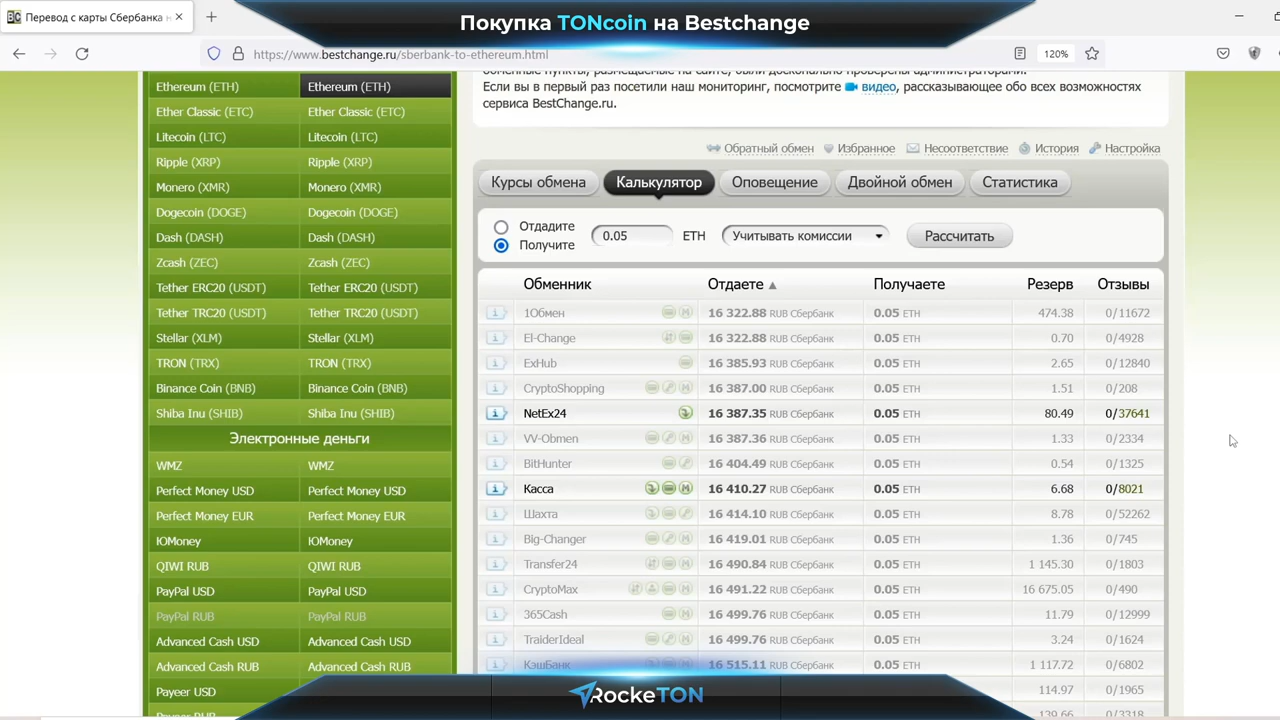 Покупка TONcoin на Bestchange
Перевод с карты Сбербанка
https://www.bestchange.ru/sberbank-to-ethereum.html
120%
обменные пункты, размещаемые на сайте, были досконально проверены администраторами.
Если вы в первый раз посетили наш мониторинг, посмотрите видео, рассказывающее обо всех возможностях
сервиса BestChange.ru.
Обратный обмен Избранное Несоответствие История Настройка
Курсы обмена Калькулятор Оповещение Двойной обмен Статистика
Отдадите
Получите
0.05 ETH Учитывать комиссии Рассчитать
Обменник Отдаете Получаете Резерв Отзывы
1Обмен 16 322.88 RUB Сбербанк 0.05 ETH 474.38 0/11672
El-Change 16 322.88 RUB Сбербанк 0.05 ETH 0.70 0/4928
ExHub 16 385.93 RUB Сбербанк 0.05 ETH 2.65 0/12840
CryptoShopping 16 387.00 RUB Сбербанк 0.05 ETH 1.51 0/208
NetEx24 16 387.35 RUB Сбербанк 0.05 ETH 80.49 0/37641
VV-Obmen 16 387.36 RUB Сбербанк 0.05 ETH 1.33 0/2334
BitHunter 16 404.49 RUB Сбербанк 0.05 ETH 0.54 0/1325
Касса 16 410.27 RUB Сбербанк 0.05 ETH 6.68 0/8021
Шахта 16 414.10 RUB Сбербанк 0.05 ETH 8.78 0/52262
Big-Changer 16 419.01 RUB Сбербанк 0.05 ETH 1.36 0/745
Transfer24 16 490.84 RUB Сбербанк 0.05 ETH 1 145.30 0/1803
CryptoMax 16 491.22 RUB Сбербанк 0.05 ETH 16 675.05 0/490
365Cash 16 499.76 RUB Сбербанк 0.05 ETH 11.79 0/12999
TraiderIdeal 16 499.76 RUB Сбербанк 0.05 ETH 3.24 0/1624
КэшБанк 16 515.11 RUB Сбербанк 0.05 ETH 1 117.72 0/6802
114.97 0/1965
139.66 0/3318
Ethereum (ETH) Ethereum (ETH)
Ether Classic (ETC) Ether Classic (ETC)
Litecoin (LTC) Litecoin (LTC)
Ripple (XRP) Ripple (XRP)
Monero (XMR) Monero (XMR)
Dogecoin (DOGE) Dogecoin (DOGE)
Dash (DASH) Dash (DASH)
Zcash (ZEC) Zcash (ZEC)
Tether ERC20 (USDT) Tether ERC20 (USDT)
Tether TRC20 (USDT) Tether TRC20 (USDT)
Stellar (XLM) Stellar (XLM)
TRON (TRX) TRON (TRX)
Binance Coin (BNB) Binance Coin (BNB)
Shiba Inu (SHIB) Shiba Inu (SHIB)
Электронные деньги
WMZ WMZ
Perfect Money USD Perfect Money USD
Perfect Money EUR Perfect Money EUR
ЮMoney ЮMoney
QIWI RUB QIWI RUB
PayPal USD PayPal USD
PayPal RUB PayPal RUB
Advanced Cash USD Advanced Cash USD
Advanced Cash RUB Advanced Cash RUB
Payeer USD
RockeTON